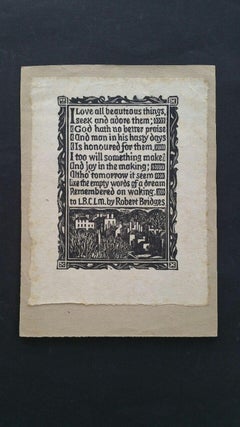 I Love all beauteous things,
I seek and adore them;
God hath no better praise
And man in his hasty days
Is honoured for them,
I too will something make
And joy in the making;
Altho tomorrow it seem
like the empty words of a dream
Remembered on waking.
to L.B.C.L.M. by Robert Bridges